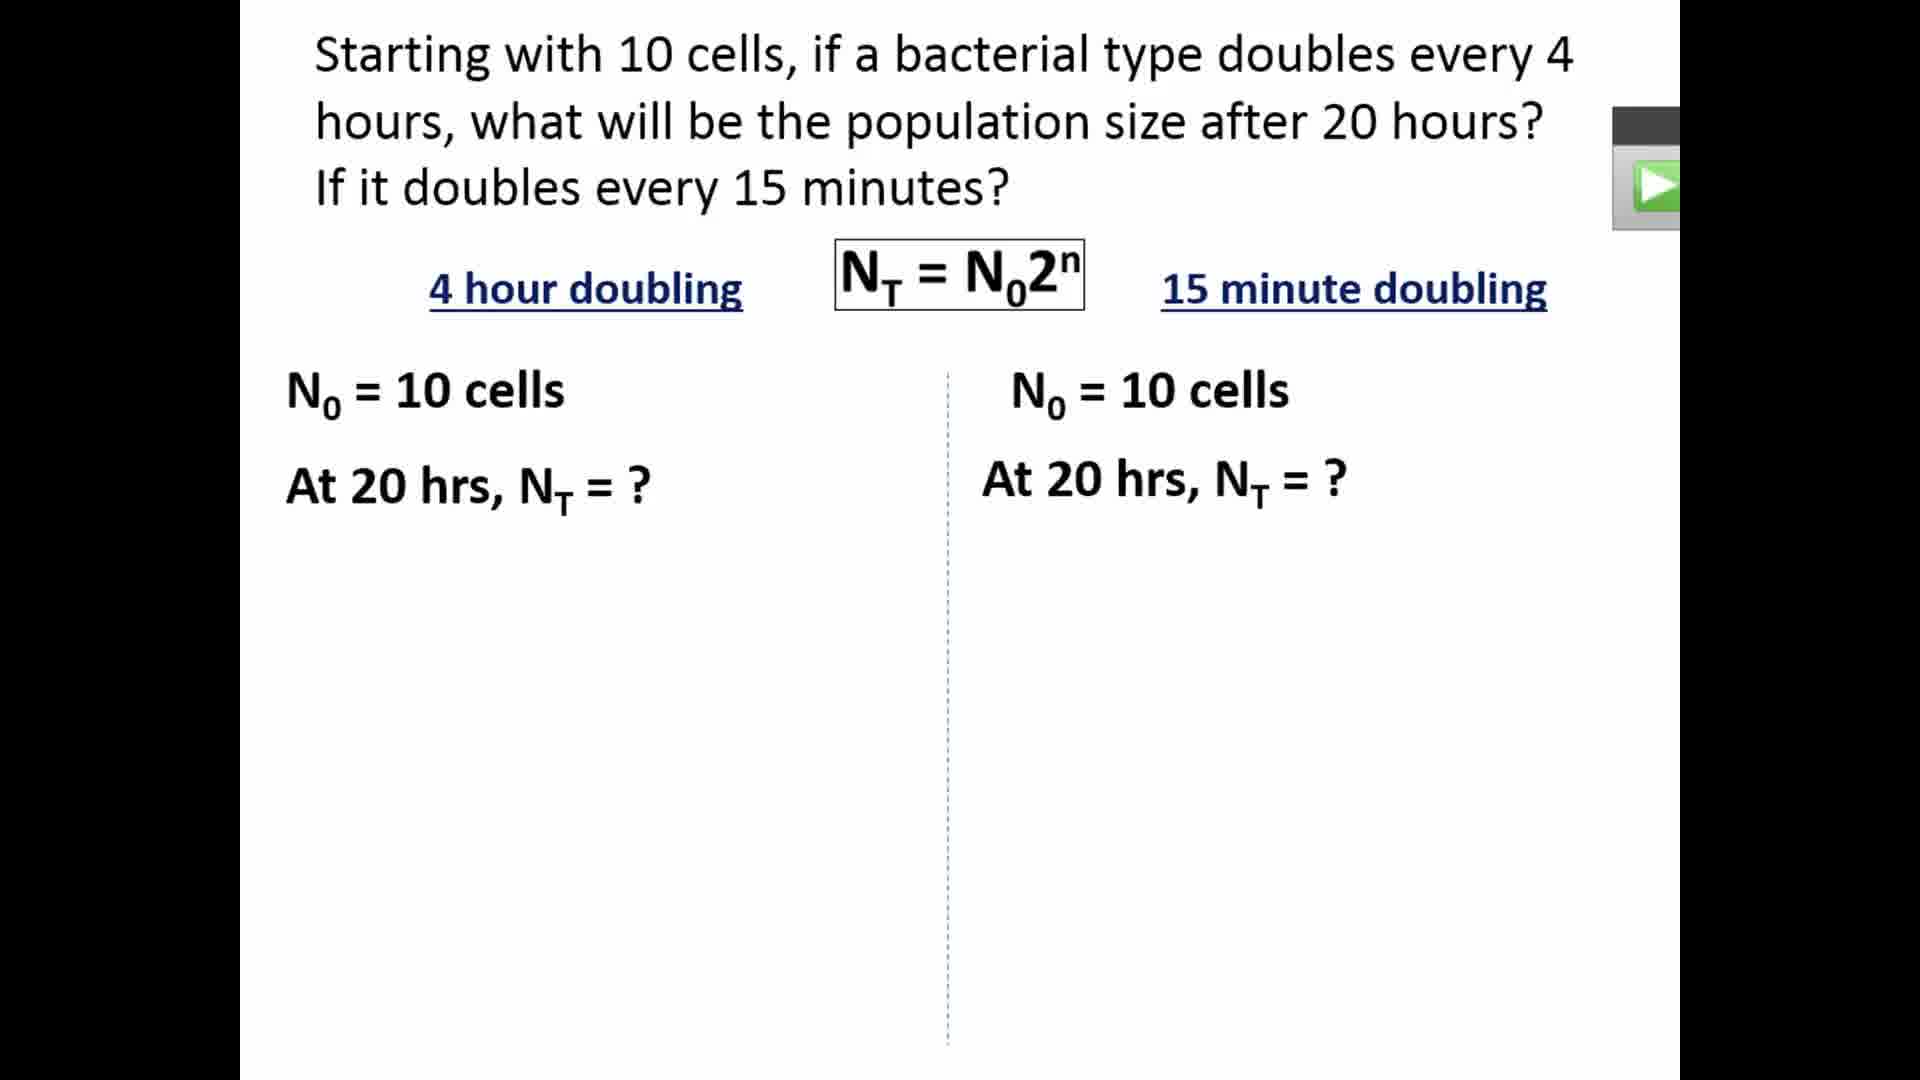 Starting with 10 cells, if a bacterial type doubles every 4
hours, what will be the population size after 20 hours?
If it doubles every 15 minutes?
4 hour doubling
N_T = N_0 2^n
15 minute doubling
N_0 = 10 cells
At 20 hrs, N_T = ?
N_0 = 10 cells
At 20 hrs, N_T = ?